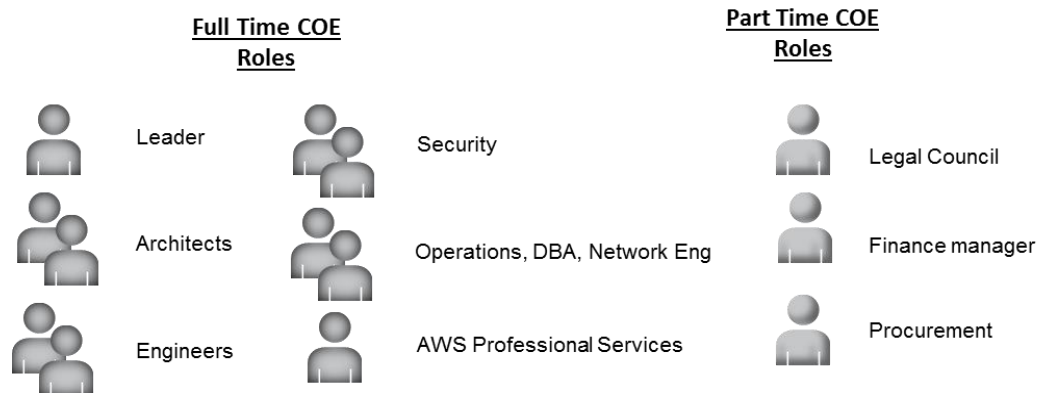 Full Time COE
Roles
Part Time COE
Roles
Leader
Security
Legal Council
Architects
Operations, DBA, Network Eng
Finance manager
Engineers
AWS Professional Services
Procurement